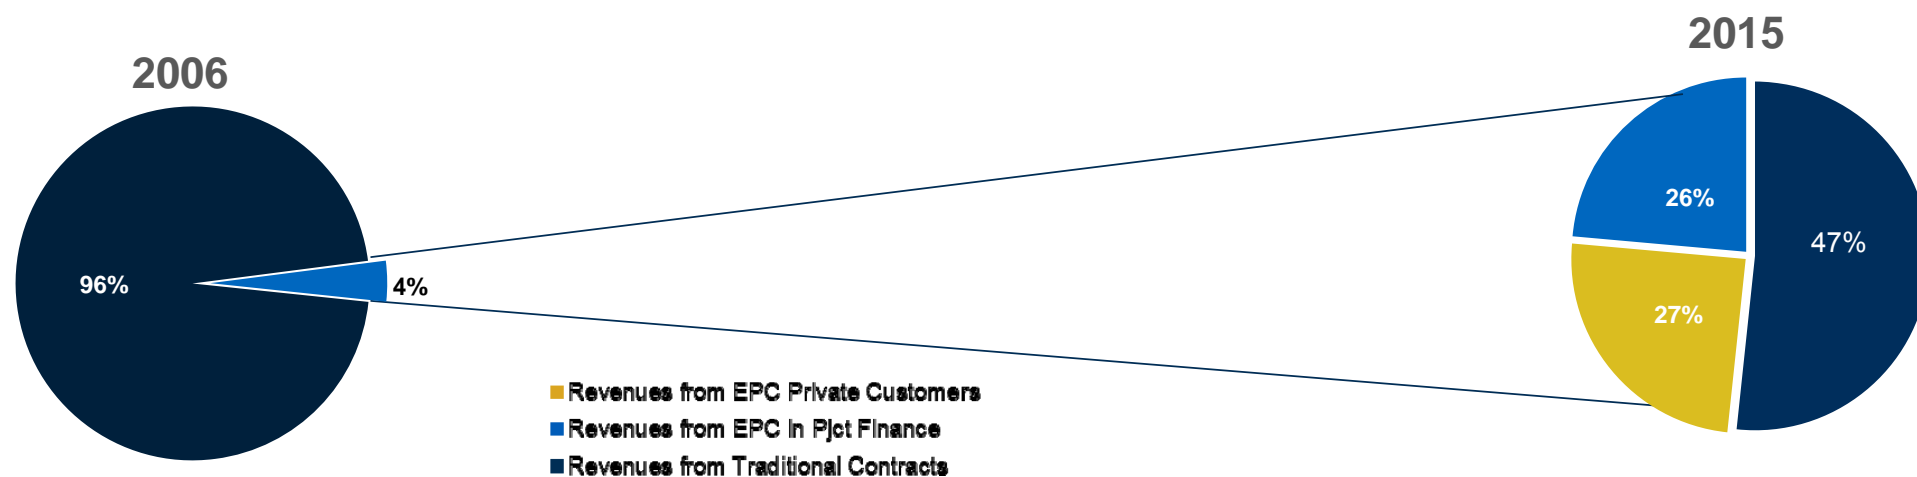 2006
2015
96%
4%
26%
47%
27%
Revenues from EPC Private Customers
Revenues from EPC in Pjct Finance
Revenues from Traditional Contracts